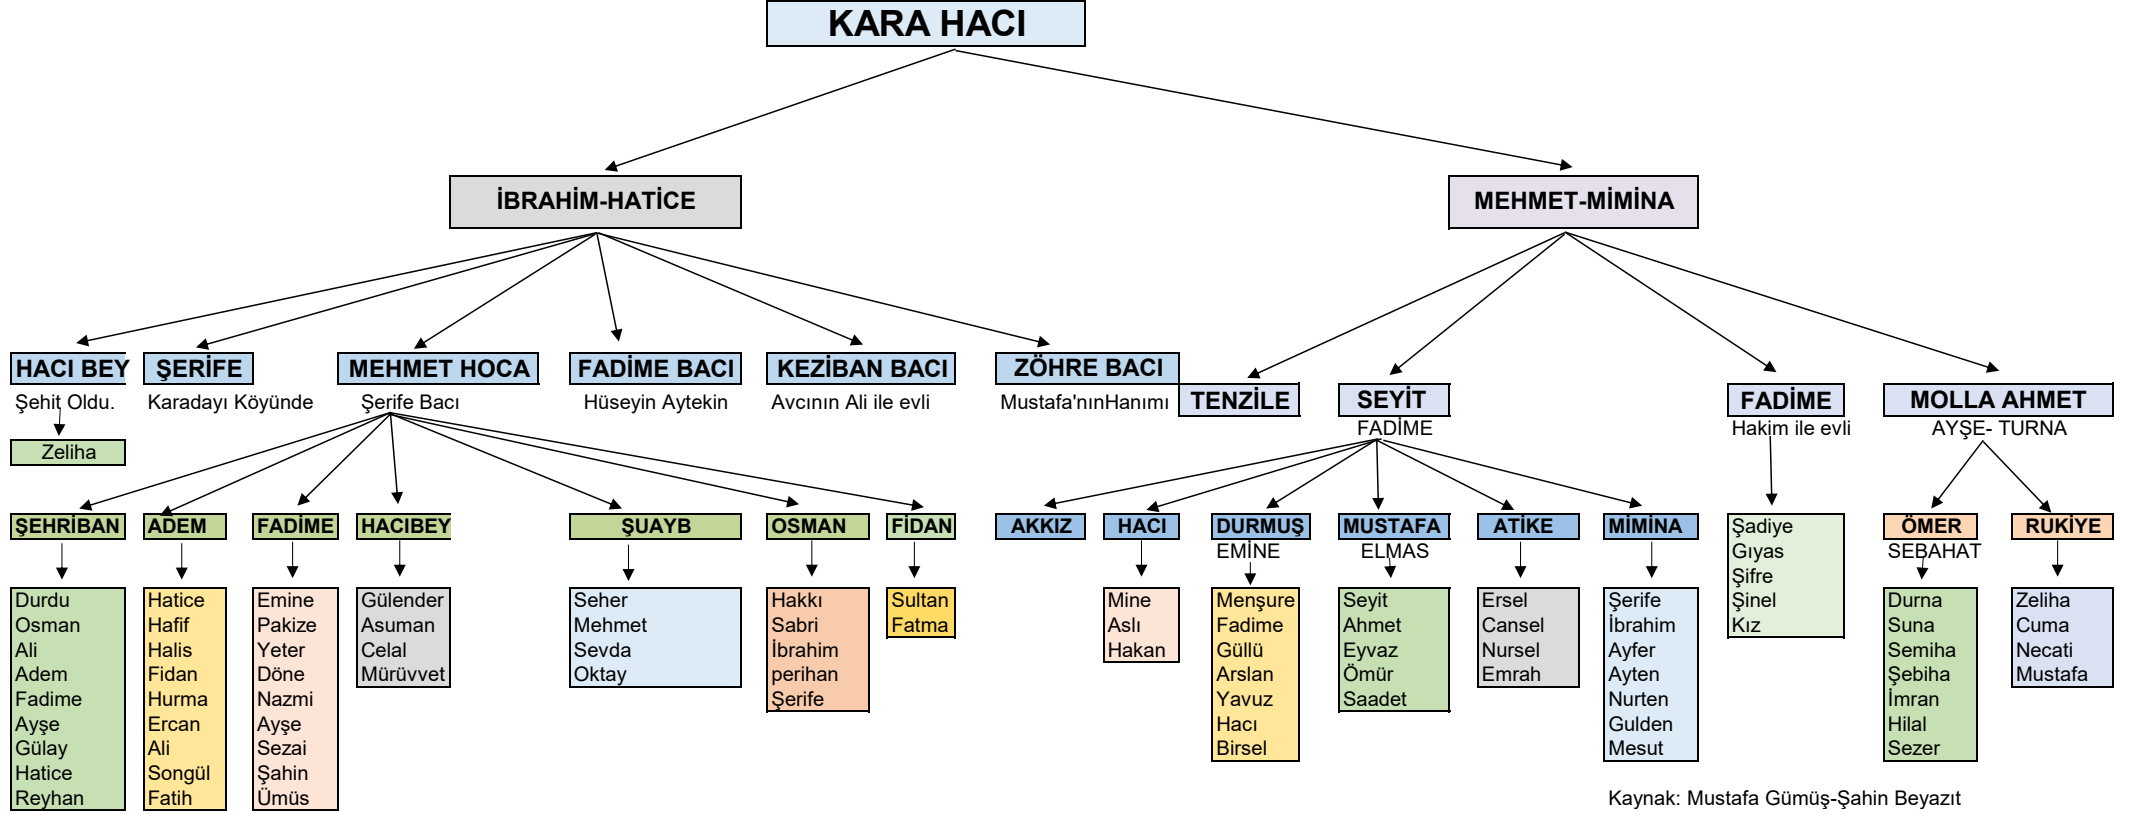 KARA HACI
İBRAHİM-HATİCE
MEHMET-MİMİNA
HACI BEY
ŞERİFE
MEHMET HOCA
FADİME BACI
KEZİBAN BACI
ZÖHRE BACI
Şehit Oldu.
Karadayı Köyünde
Şerife Bacı
Hüseyin Aytekin
Avcının Ali ile evli
Mustafa'nınHanımı
TENZİLE
SEYİT
FADİME
MOLLA AHMET
FADİME
Hakim ile evli
AYŞE- TURNA
Zeliha
ŞEHRİBAN
ADEM
FADİME
HACIBEY
ŞUAYB
OSMAN
FİDAN
AKKIZ
HACI
DURMUŞ
MUSTAFA
ATİKE
MİMİNA
ÖMER
RUKİYE
EMİNE
ELMAS
SEBAHAT
Durdu
Osman
Ali
Adem
Fadime
Ayşe
Gülay
Hatice
Reyhan
Hatice
Hafif
Halis
Fidan
Hurma
Ercan
Ali
Songül
Fatih
Emine
Pakize
Yeter
Döne
Nazmi
Ayşe
Sezai
Şahin
Ümüs
Gülender
Asuman
Celal
Mürüvvet
Seher
Mehmet
Sevda
Oktay
Hakkı
Sabri
İbrahim
perihan
Şerife
Sultan
Fatma
Mine
Aslı
Hakan
Menşure
Fadime
Güllü
Arslan
Yavuz
Hacı
Birsel
Seyit
Ahmet
Eyvaz
Ömür
Saadet
Ersel
Cansel
Nursel
Emrah
Şerife
İbrahim
Ayfer
Ayten
Nurten
Gulden
Mesut
Şadiye
Gıyas
Şifre
Şinel
Kız
Durna
Suna
Semiha
Şebiha
İmran
Hilal
Sezer
Zeliha
Cuma
Necati
Mustafa
Kaynak: Mustafa Gümüş-Şahin Beyazıt